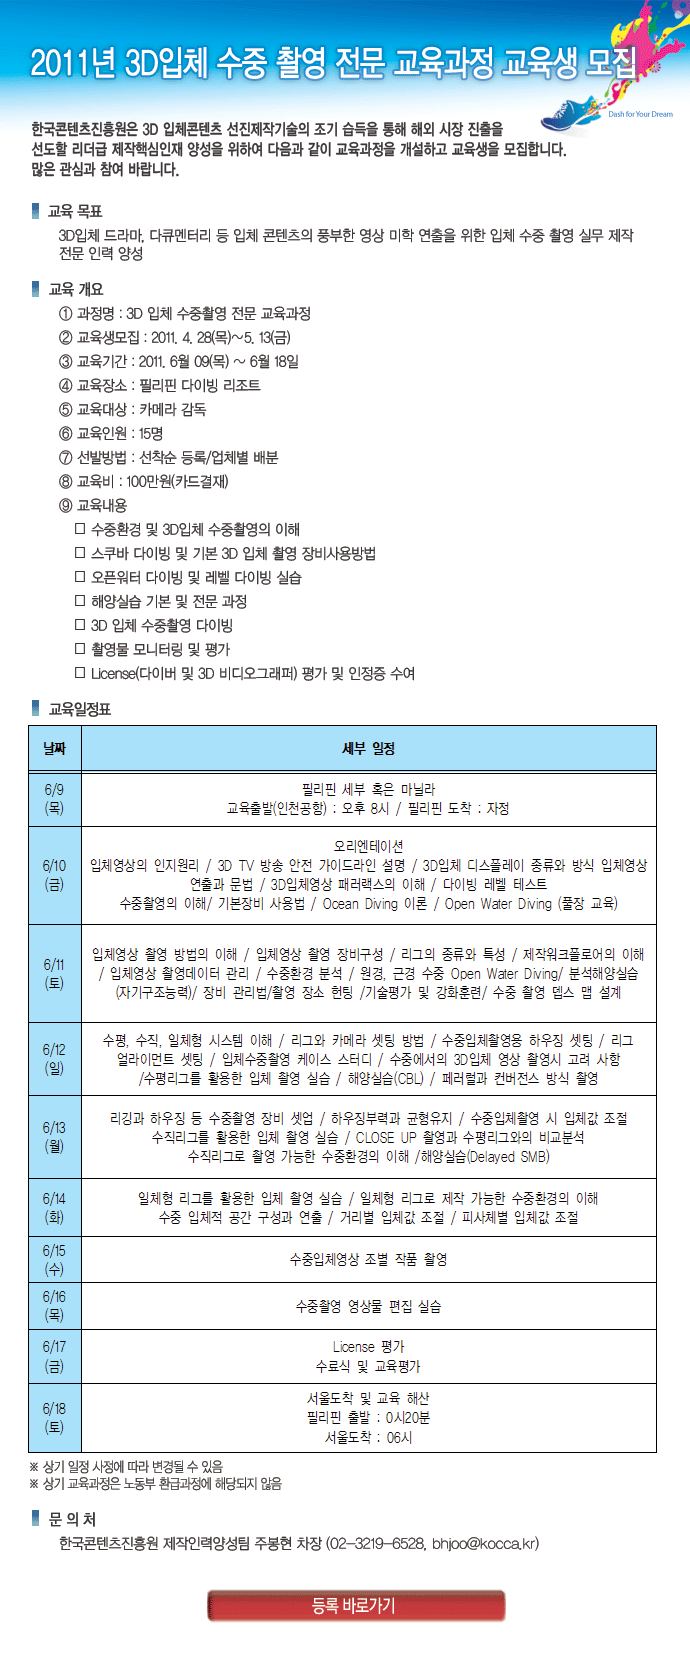 2011년 3D입체 수중 촬영 전문 교육과정 교육생 모집
Dash for Your Dream
한국콘텐츠진흥원은 3D 입체콘텐츠 선진제작기술의 조기 습득을 통해 해외 시장 진출을
선도할 리더급 제작핵심인재 양성을 위하여 다음과 같이 교육과정을 개설하고 교육생을 모집합니다.
많은 관심과 참여 바랍니다.
교육 목표
3D입체 드라마, 다큐멘터리 등 입체 콘텐츠의 풍부한 영상 미학 연출을 위한 입체 수중 촬영 실무 제작
전문 인력 양성
교육 개요
① 과정명 : 3D 입체 수중촬영 전문 교육과정
② 교육생모집 : 2011. 4. 28(목)~5. 13(금)
③ 교육기간 : 2011. 6월 09(목) ~ 6월 18일
④ 교육장소 : 필리핀 다이빙 리조트
⑤ 교육대상 : 카메라 감독
⑥ 교육인원 : 15명
⑦ 선발방법 : 선착순 등록/업체별 배분
⑧ 교육비 : 100만원(카드결재)
⑨ 교육내용
□ 수중환경 및 3D입체 수중촬영의 이해
□ 스쿠바 다이빙 및 기본 3D 입체 촬영 장비사용방법
□ 오픈워터 다이빙 및 레벨 다이빙 실습
□ 해양실습 기본 및 전문 과정
□ 3D 입체 수중촬영 다이빙
□ 촬영물 모니터링 및 평가
□ License(다이버 및 3D 비디오그래퍼) 평가 및 인정증 수여
교육일정표
날짜 세부 일정
6/9
(목)
필리핀 세부 혹은 마닐라
교육출발(인천공항) : 오후 8시 / 필리핀 도착 : 자정
6/10
(금)
오리엔테이션
입체영상의 인지원리 / 3D TV 방송 안전 가이드라인 설명 / 3D입체 디스플레이 종류와 방식 입체영상
연출과 문법 / 3D입체영상 패러랙스의 이해 / 다이빙 레벨 테스트
수중촬영의 이해/ 기본장비 사용법 / Ocean Diving 이론 / Open Water Diving (풀장 교육)
6/11
(토)
입체영상 촬영 방법의 이해 / 입체영상 촬영 장비구성 / 리그의 종류와 특성 / 제작워크플로어의 이해
/ 입체영상 촬영데이터 관리 / 수중환경 분석 / 원경, 근경 수중 Open Water Diving/ 분석해양실습
(자기구조능력)/ 장비 관리법/촬영 장소 헌팅 /기술평가 및 강화훈련/ 수중 촬영 뎁스 맵 설계
6/12
(일)
수평, 수직, 일체형 시스템 이해 / 리그와 카메라 셋팅 방법 / 수중입체촬영용 하우징 셋팅 / 리그
얼라이먼트 셋팅 / 입체수중촬영 케이스 스터디 / 수중에서의 3D입체 영상 촬영시 고려 사항
/수평리그를 활용한 입체 촬영 실습 / 해양실습(CBL) / 페러럴과 컨버전스 방식 촬영
6/13
(월)
리깅과 하우징 등 수중촬영 장비 셋업 / 하우징부력과 균형유지 / 수중입체촬영 시 입체값 조절
수직리그를 활용한 입체 촬영 실습 / CLOSE UP 촬영과 수평리그와의 비교분석
수직리그로 촬영 가능한 수중환경의 이해 /해양실습(Delayed SMB)
6/14
(화)
일체형 리그를 활용한 입체 촬영 실습 / 일체형 리그로 제작 가능한 수중환경의 이해
수중 입체적 공간 구성과 연출 / 거리별 입체값 조절 / 피사체별 입체값 조절
6/15
(수)
수중입체영상 조별 작품 촬영
6/16
(목)
수중촬영 영상물 편집 실습
6/17
(금)
License 평가
수료식 및 교육평가
6/18
(토)
서울도착 및 교육 해산
필리핀 출발 : 0시20분
서울도착 : 06시
※ 상기 일정 사정에 따라 변경될 수 있음
※ 상기 교육과정은 노동부 환급과정에 해당되지 않음
문 의 처
한국콘텐츠진흥원 제작인력양성팀 주봉현 차장 (02-3219-6528, bhjoo@kocca.kr)
등록 바로가기